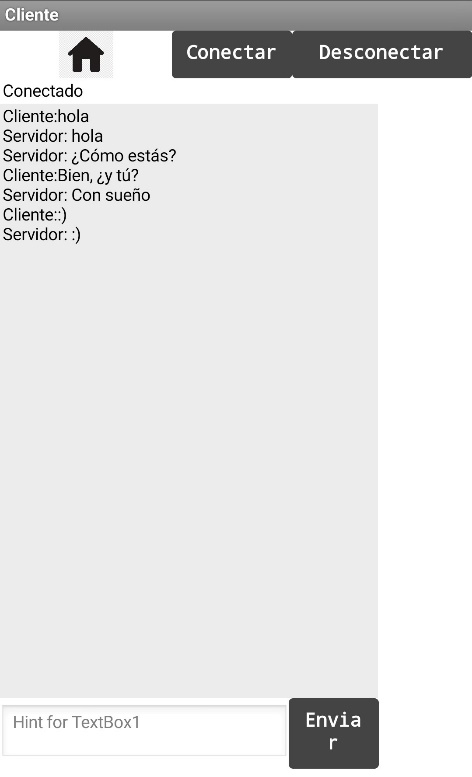 Cliente
Conectar Desconectar
Conectado
Cliente:hola
Servidor: hola
Servidor: ¿Cómo estás?
Cliente:Bien, ¿y tú?
Servidor: Con sueño
Cliente::)
Servidor: :)
Hint for TextBox1
Envia
r